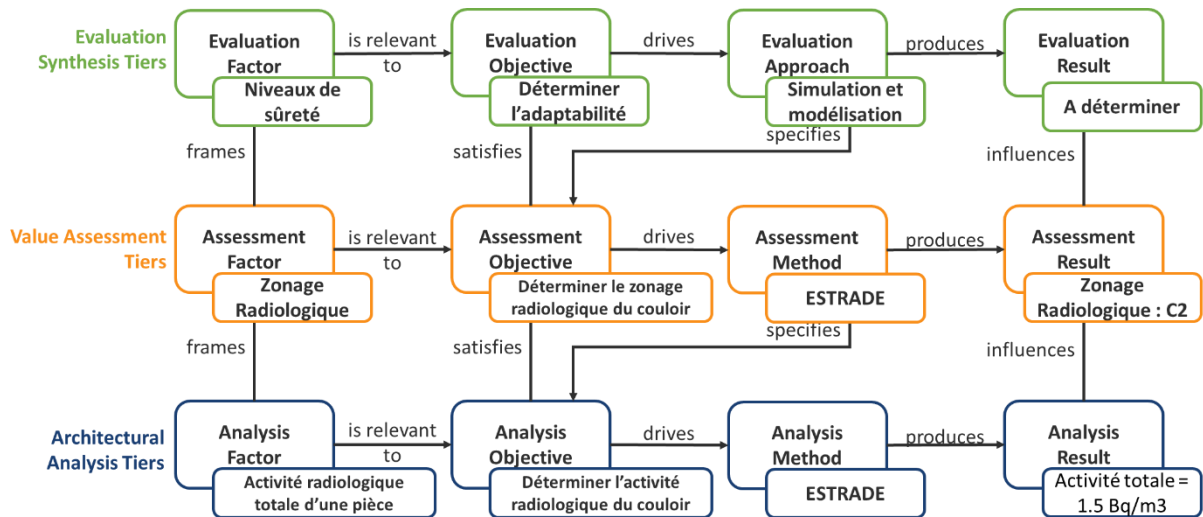 Evaluation
Synthesis Tiers
Evaluation
Factor
Niveaux de
sûreté
is relevant
to
Evaluation
Objective
Déterminer
l’adaptabilité
drives
Evaluation
Approach
Simulation et
modélisation
produces
Evaluation
Result
A déterminer
frames
satisfies
specifies
influences
Value Assessment
Tiers
Assessment
Factor
Zonage
Radiologique
is relevant
to
Assessment
Objective
Déterminer le zonage
radiologique du couloir
drives
Assessment
Method
ESTRADE
produces
Assessment
Result
Zonage
Radiologique : C2
frames
satisfies
specifies
influences
Architectural
Analysis Tiers
Analysis
Factor
Activité radiologique
totale d’une pièce
is relevant
to
Analysis
Objective
Déterminer l’activité
radiologique du couloir
drives
Analysis
Method
ESTRADE
produces
Analysis
Result
Activité totale =
1.5 Bq/m3